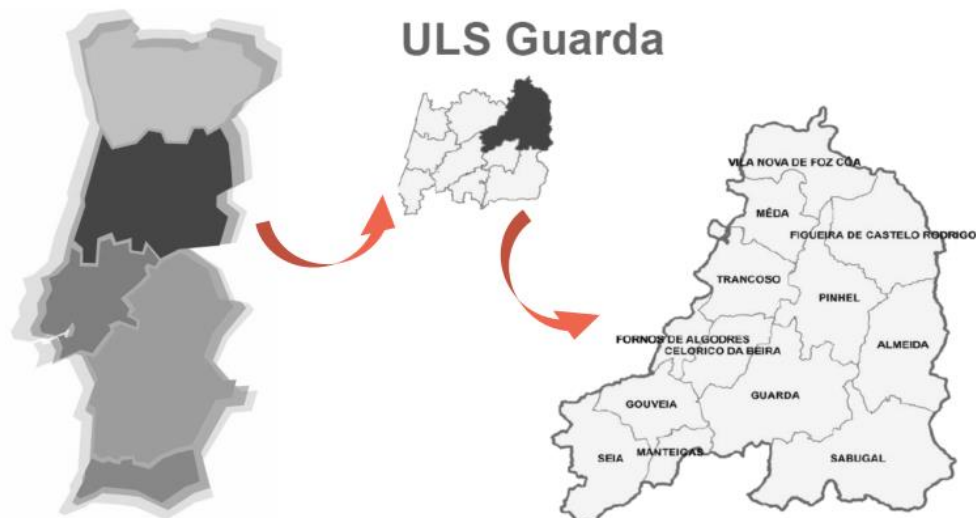 ULS Guarda
VILA NOVA DE FOZ CÔA
MÊDA
FIGUEIRA DE CASTELO RODRIGO
TRANCOSO
PINHEL
FORNOS DE ALGODRES
CELORICO DA BEIRA
ALMEIDA
GOUVEIA
GUARDA
SEIA
MANTEIGAS
SABUGAL